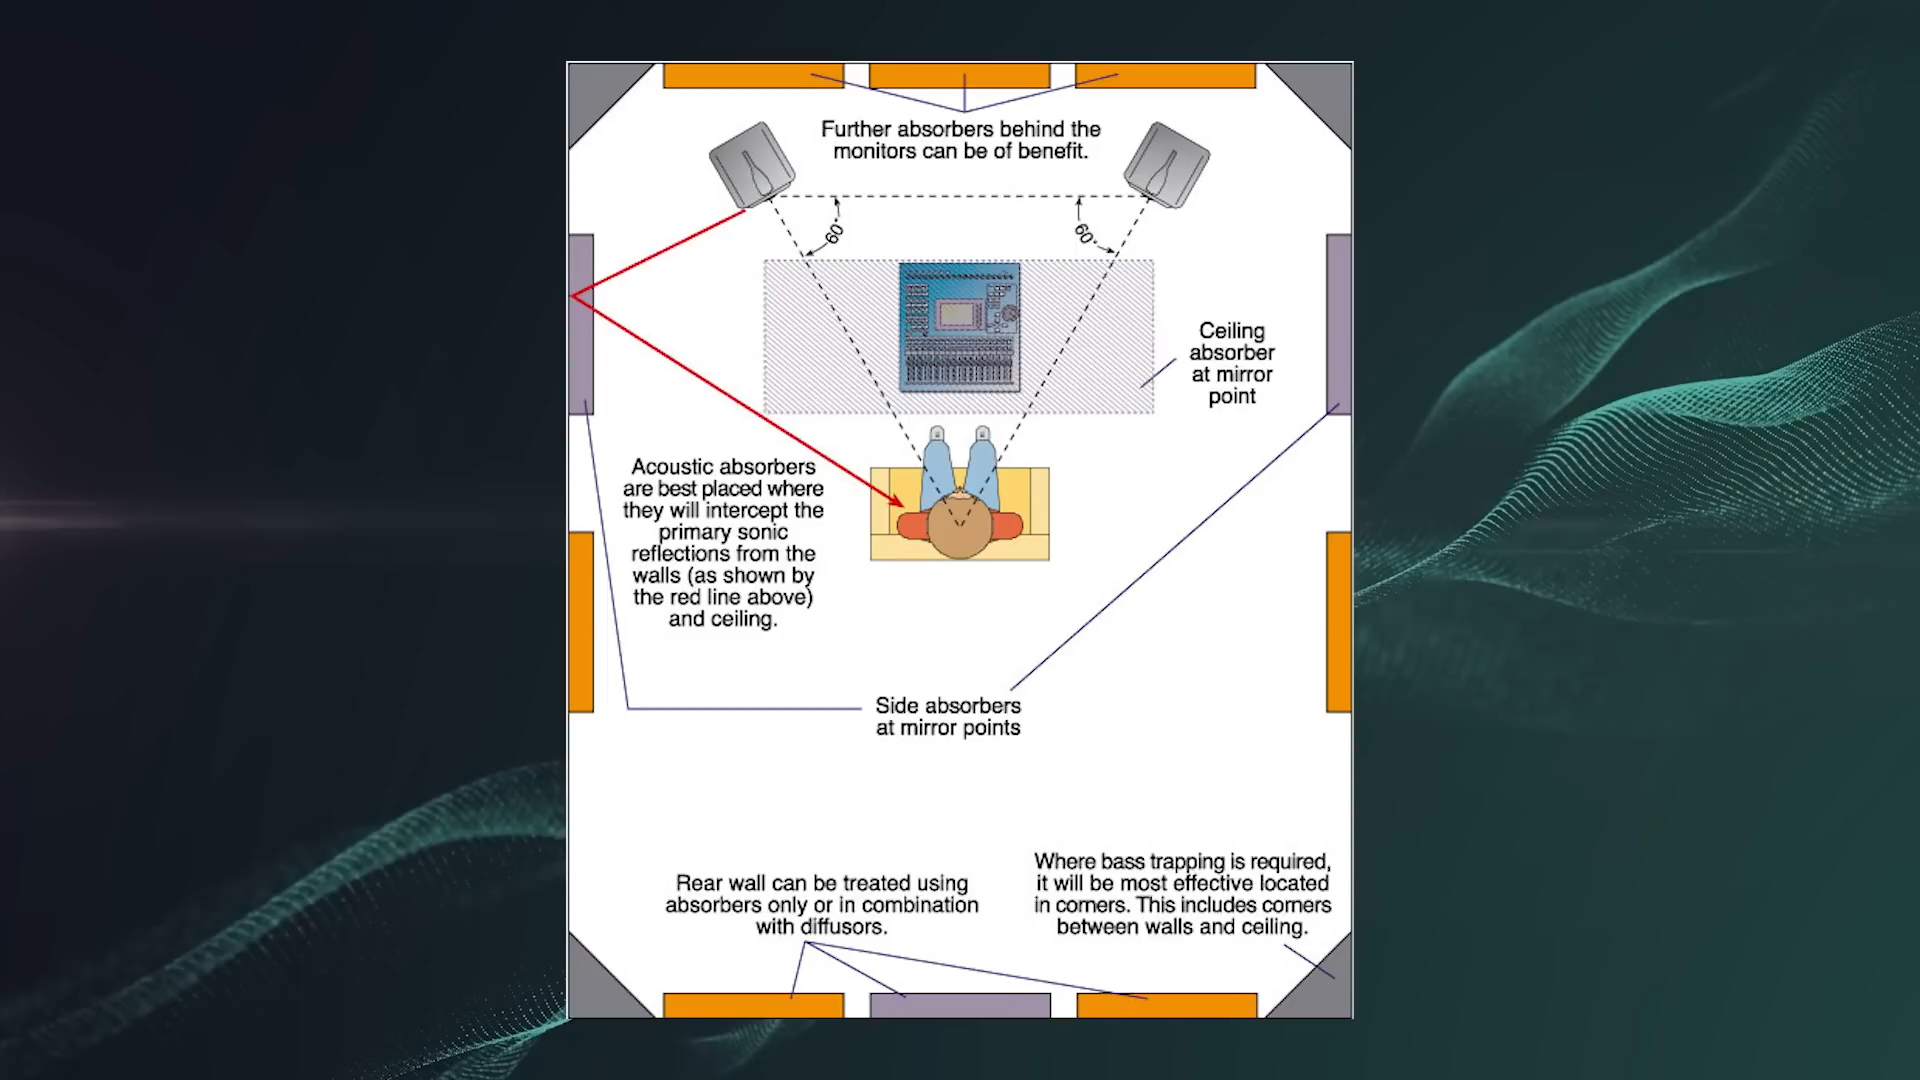 Further absorbers behind the
monitors can be of benefit.
60°
60°
Ceiling
absorber
at mirror
point
Acoustic absorbers
are best placed where
they will intercept the
primary sonic
reflections from the
walls (as shown by
the red line above)
and ceiling.
Side absorbers
at mirror points
Rear wall can be treated using
absorbers only or in combination
with diffusors.
Where bass trapping is required,
it will be most effective located
in corners. This includes corners
between walls and ceiling.